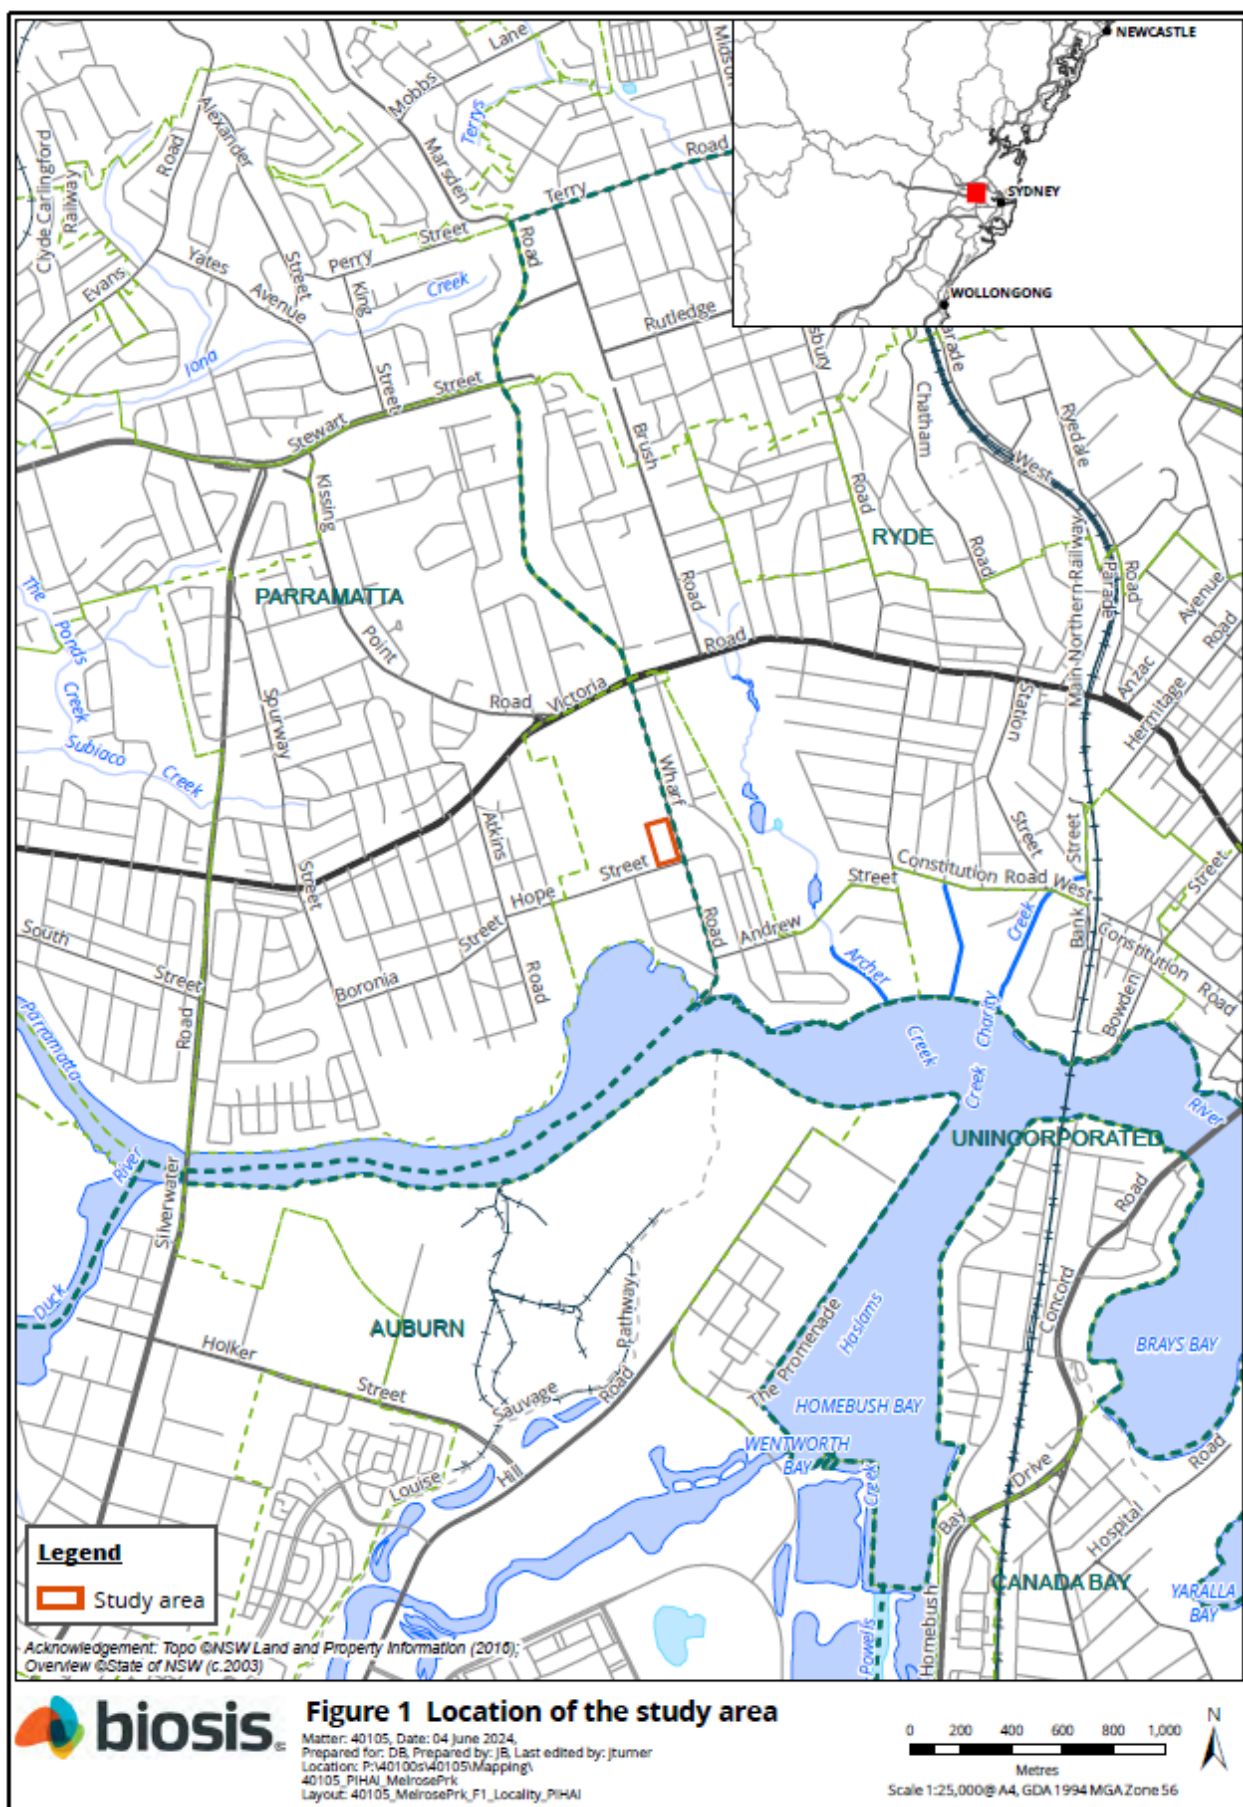 NEWCASTLE
SYDNEY
WOLLONGONG
Lane
Mobbs
Midson
Terrys
Alexander
Road
Marsden
Clyde Carlingford
Railway
Road
Terry
Street
Road
Perry
Yates
Avenue
Street
King
Creek
Evans
Rutledge
Iona
Street
Street
Stewart
sbury
arade
Chatham
Ryedale
Brush
West
Kissing
Road
RYDE
Road
Main Northern Railway
Parade
Road
Avenue
Road
The
Ponds
Creek
PARRAMATTA
Road
Point
Road
Anzac
Hermitage
Station
Spurway
Road
Victoria
Subiaco
Creek
Wharf
Atkins
Street
Street
Street
Constitution Road West
Street
Street
Hope
Street
Street
South
Street
Boronia
Road
Road
Andrew
Archer
Creek
Bank
Constitution
Road
Bowden
Road
Parramatta
Creek
Charity
Creek
River
River
UNINCORPORATED
Silverwater
Road
Duck
AUBURN
Holker
Street
Pathway
Haslams
Concord
BRAYS BAY
The Promenade
Sauvage
Road
HOMEBUSH BAY
WENTWORTH
BAY
Creek
Louise
Hill
Drive
Bay
Road
Hospital
CANADA BAY
YARALLA
BAY
Homebush
Powells
Legend
Study area
Acknowledgement: Topo ©NSW Land and Property Information (2016);
Overview ©State of NSW (c.2003)
biosis
Figure 1 Location of the study area
Matter: 40105, Date: 04 June 2024,
Prepared for: DB, Prepared by: JB, Last edited by: jturner
Location: P:\40100s\40105\Mapping\
40105_PIHAI_MelrosePrk
Layout: 40105_MelrosePrk_F1_Locality_PIHAI
0 200 400 600 800 1,000
Metres
Scale 1:25,000@ A4, GDA 1994 MGA Zone 56
N